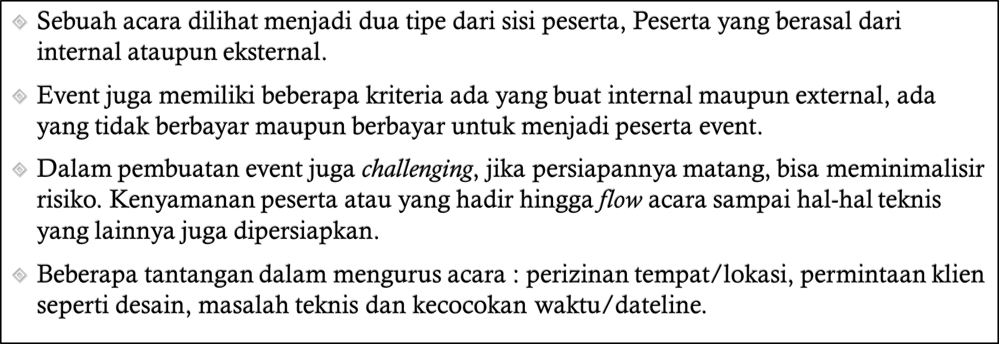 Sebuah acara dilihat menjadi dua tipe dari sisi peserta, Peserta yang berasal dari
internal ataupun eksternal.
Event juga memiliki beberapa kriteria ada yang buat internal maupun external, ada
yang tidak berbayar maupun berbayar untuk menjadi peserta event.
Dalam pembuatan event juga challenging, jika persiapannya matang, bisa meminimalisir
risiko. Kenyamanan peserta atau yang hadir hingga flow acara sampai hal-hal teknis
yang lainnya juga dipersiapkan.
Beberapa tantangan dalam mengurus acara : perizinan tempat/lokasi, permintaan klien
seperti desain, masalah teknis dan kecocokan waktu/dateline.